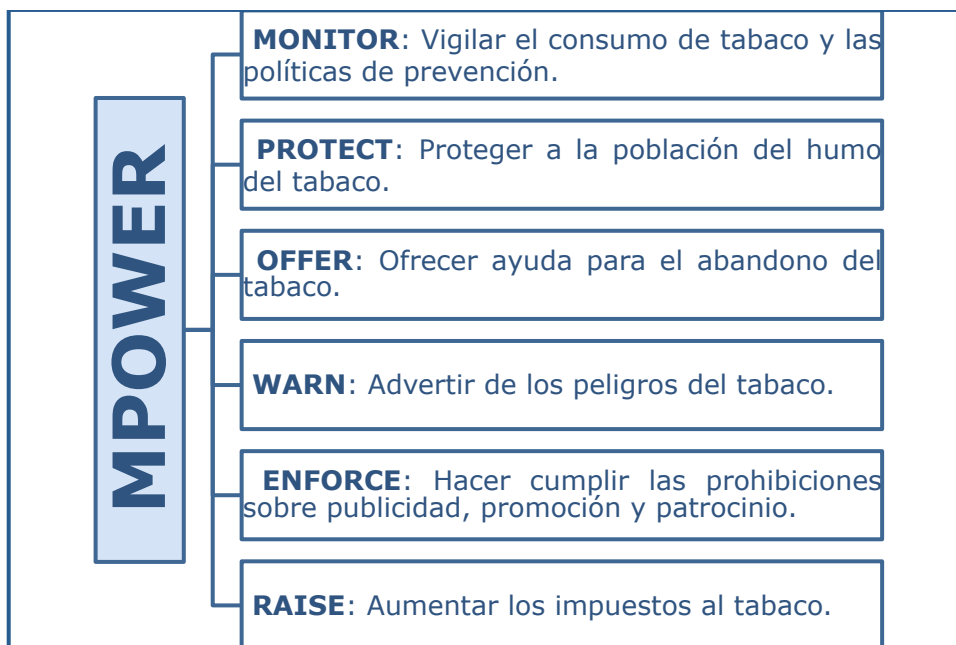 MPOWER
MONITOR: Vigilar el consumo de tabaco y las
políticas de prevención.
PROTECT: Proteger a la población del humo
del tabaco.
OFFER: Ofrecer ayuda para el abandono del
tabaco.
WARN: Advertir de los peligros del tabaco.
ENFORCE: Hacer cumplir las prohibiciones
sobre publicidad, promoción y patrocinio.
RAISE: Aumentar los impuestos al tabaco.